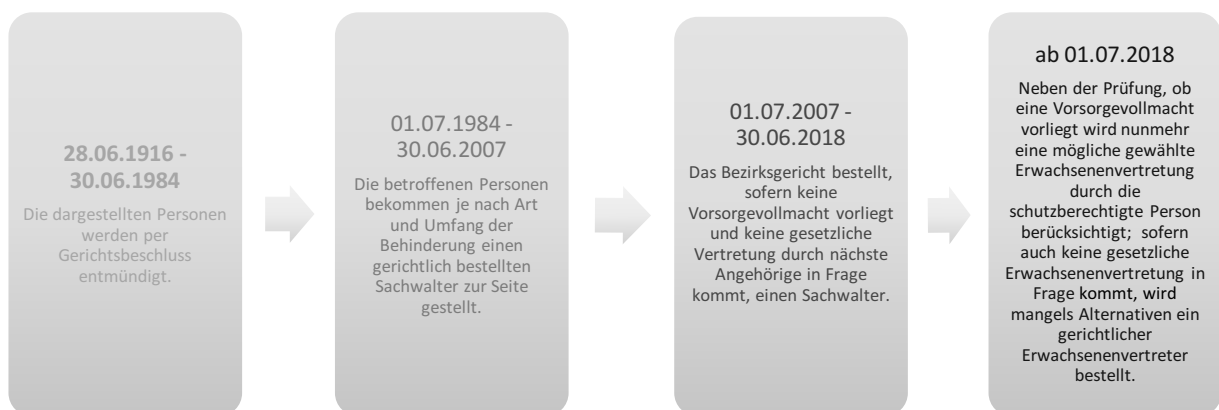 28.06.1916 -
30.06.1984
Die dargestellten Personen
werden per
Gerichtsbeschluss
entmündigt.
01.07.1984 -
30.06.2007
Die betroffenen Personen
bekommen je nach Art
und Umfang der
Behinderung einen
gerichtlich bestellten
Sachwalter zur Seite
gestellt.
01.07.2007 -
30.06.2018
Das Bezirksgericht bestellt,
sofern keine
Vorsorgevollmacht vorliegt
und keine gesetzliche
Vertretung durch nächste
Angehörige in Frage
kommt, einen Sachwalter.
ab 01.07.2018
Neben der Prüfung, ob
eine Vorsorgevollmacht
vorliegt wird nunmehr
eine mögliche gewählte
Erwachsenenvertretung
durch die
schutzberechtigte Person
berücksichtigt; sofern
auch keine gesetzliche
Erwachsenenvertretung in
Frage kommt, wird
mangels Alternativen ein
gerichtlicher
Erwachsenenvertreter
bestellt.